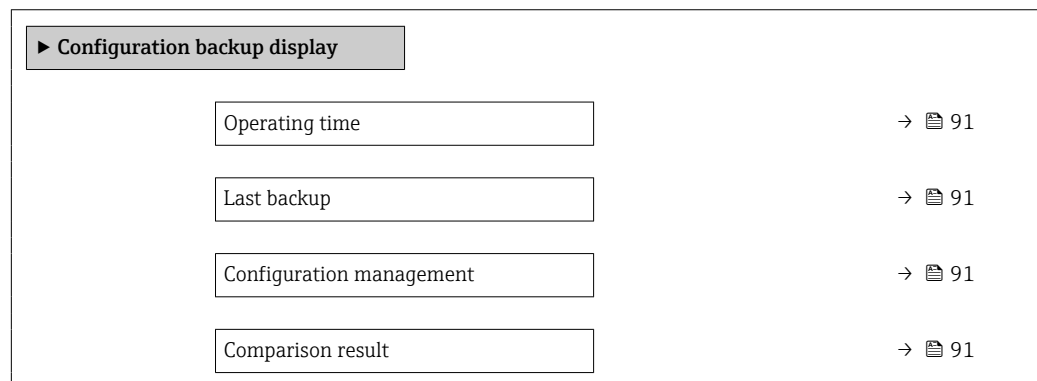 ▶ Configuration backup display
Operating time → 91
Last backup → 91
Configuration management → 91
Comparison result → 91